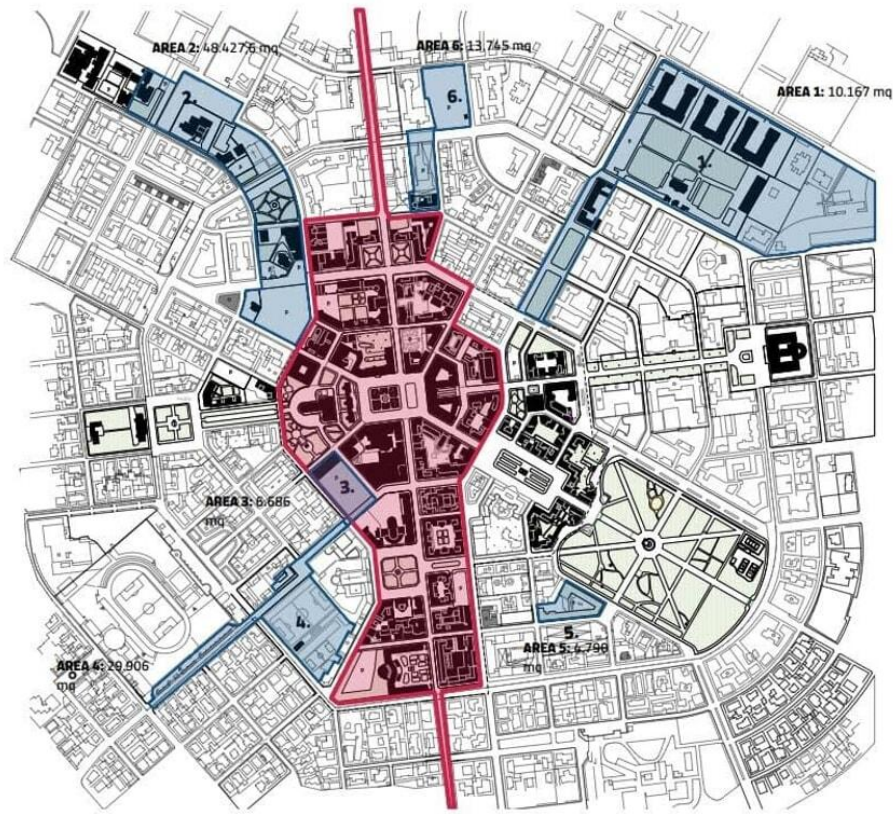 AREA 2: 48.427,6 mq
AREA 6: 13.745 mq
AREA 1: 10.167 mq
2.
6.
1.
3.
AREA 3: 6.686
mq
4.
5.
AREA 4: 29.906
mq
AREA 5: 4.790
mq